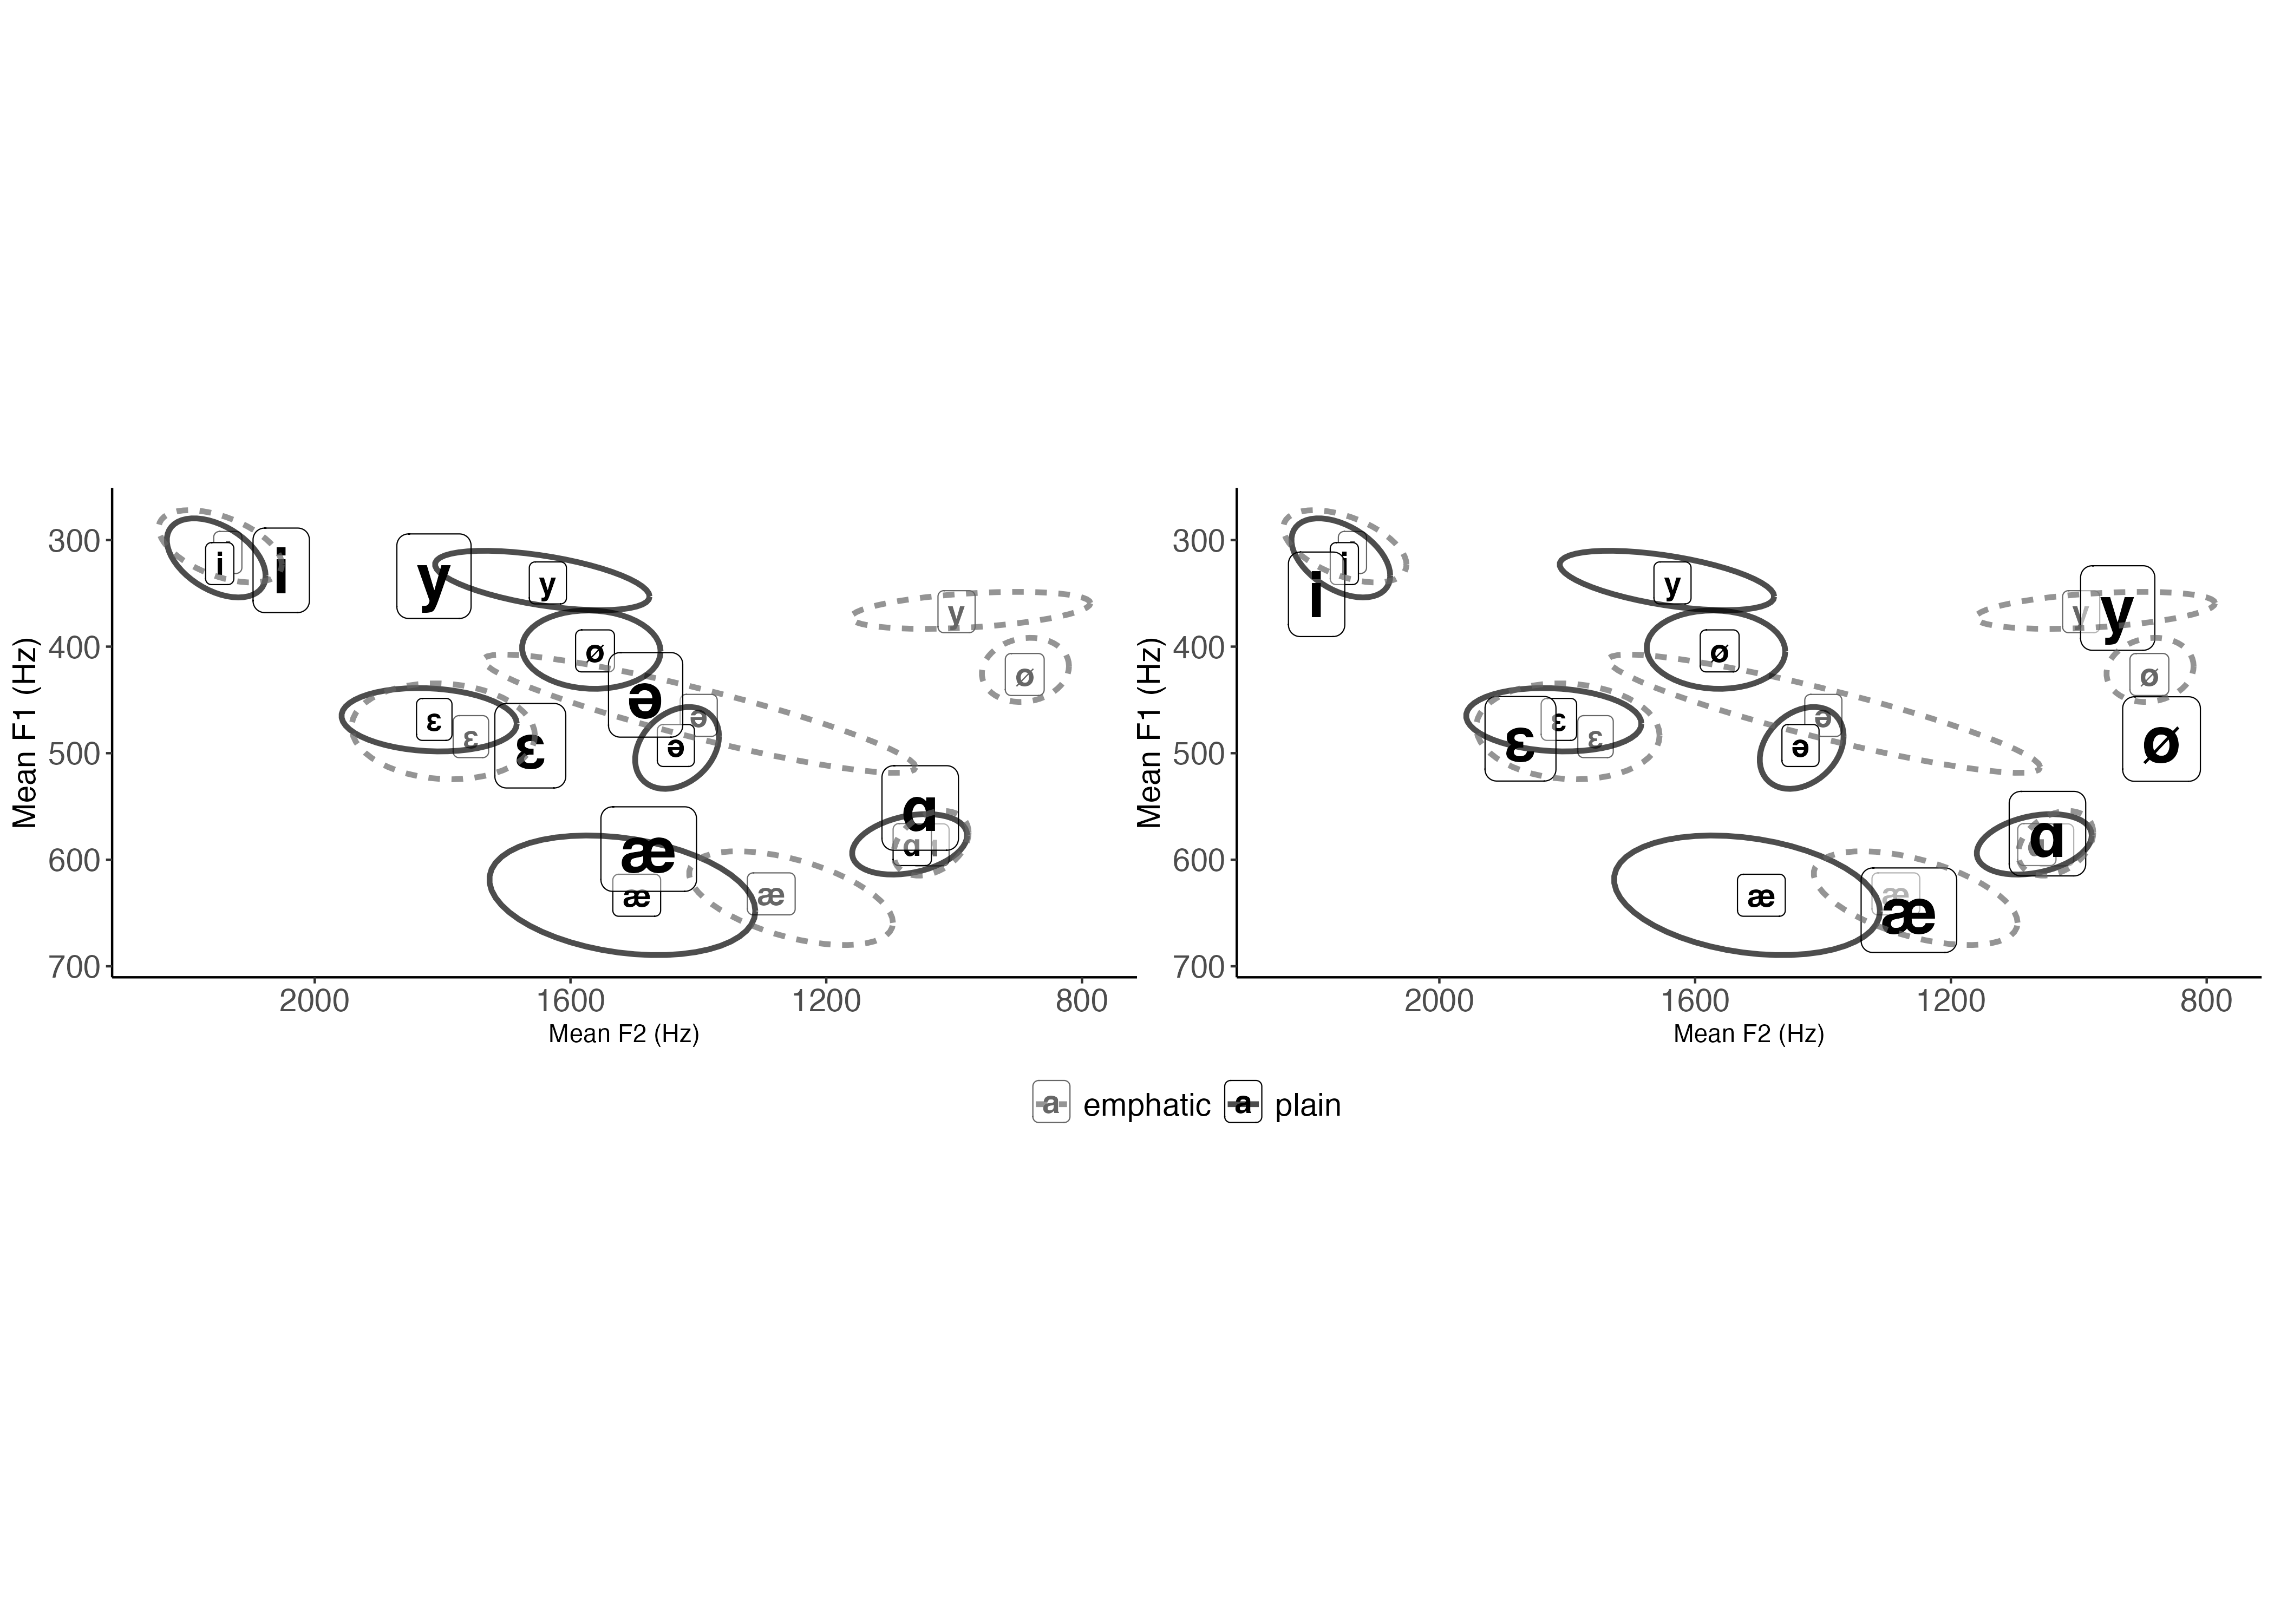 Mean F1 (Hz)
300
400
500
600
700
i
i
y
y
y
ø
ø
ə
ə
ə
ɛ
ɛ
ɛ
ɑ
ɑ
æ
æ
æ
2000
1600
1200
800
Mean F2 (Hz)
Mean F1 (Hz)
300
400
500
600
700
i
i
y
y
y
ø
ø
ø
ə
ə
ɛ
ɛ
ɛ
ɑ
æ
æ
æ
2000
1600
1200
800
Mean F2 (Hz)
a emphatic a plain